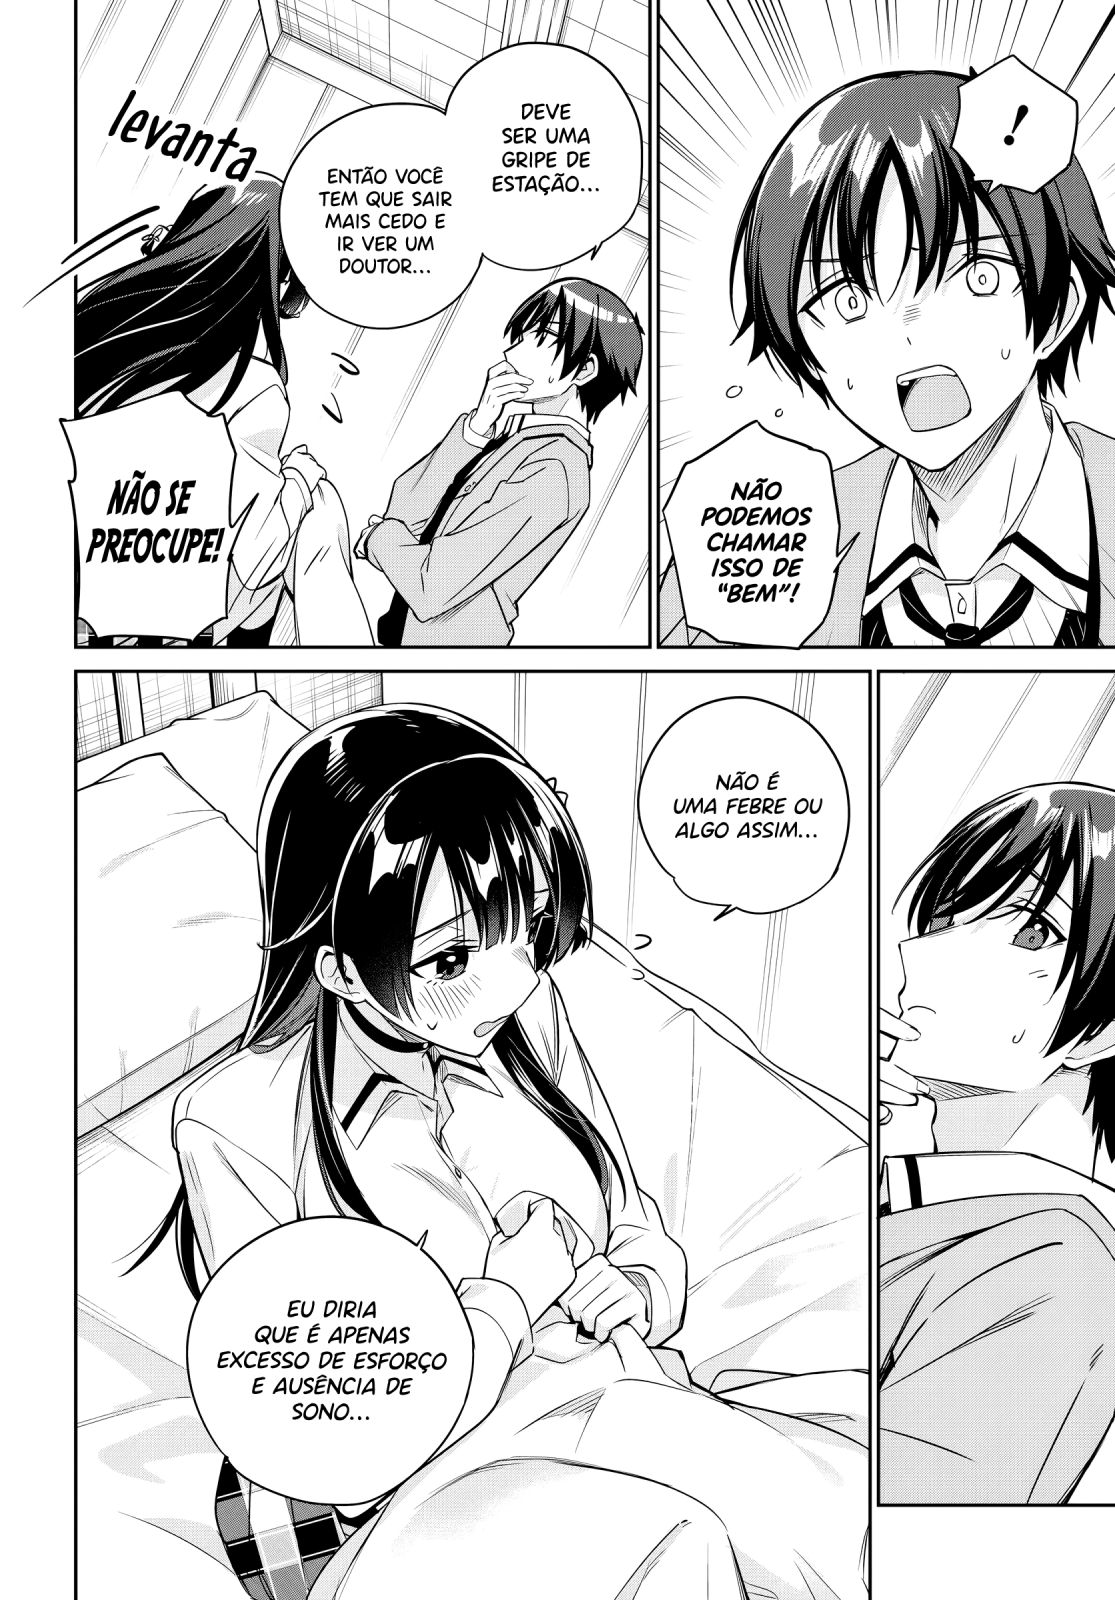 !
NÃO
PODEMOS
CHAMAR
ISSO DE
“BEM”!
DEVE
SER UMA
GRIPE DE
ESTAÇÃO...
ENTÃO VOCÊ
TEM QUE SAIR
MAIS CEDO E
IR VER UM
DOUTOR...
levanta
NÃO SE
PREOCUPE!
NÃO É
UMA FEBRE OU
ALGO ASSIM...
EU DIRIA
QUE É APENAS
EXCESSO DE ESFORÇO
E AUSÊNCIA DE
SONO...